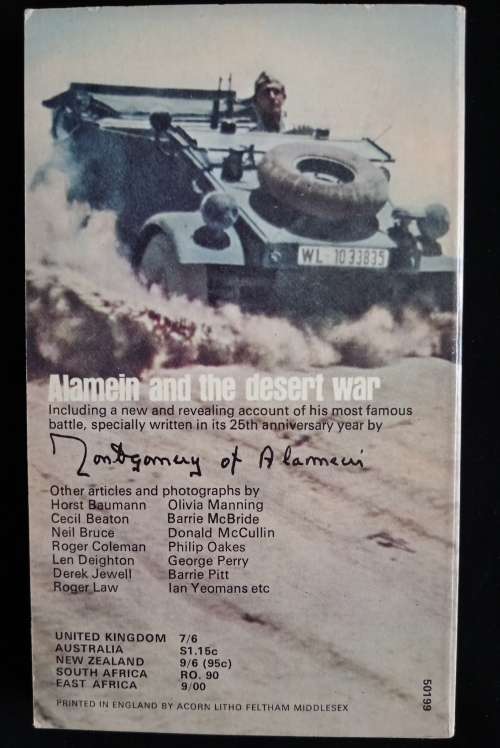 WL-1033835
Alamein and the desert war
Including a new and revealing account of his most famous
battle, specially written in its 25th anniversary year by
Montgomery of Alamein
Other articles and photographs by
Horst Baumann Olivia Manning
Cecil Beaton Barrie McBride
Neil Bruce Donald McCullin
Roger Coleman Philip Oakes
Len Deighton George Perry
Derek Jewell Barrie Pitt
Roger Law Ian Yeomans etc
UNITED KINGDOM 7/6
AUSTRALIA $1.15c
NEW ZEALAND 9/6 (95c)
SOUTH AFRICA RO. 90
EAST AFRICA 9/00
PRINTED IN ENGLAND BY ACORN LITHO FELTHAM MIDDLESEX
50199